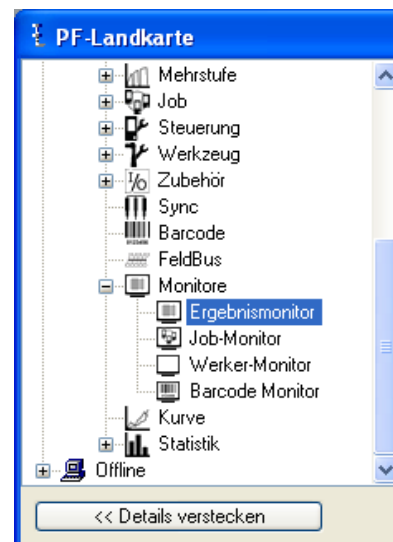 PF-Landkarte
Mehrstufe
Job
Steuerung
Werkzeug
I/O Zubehör
Sync
Barcode
FeldBus
Monitore
Ergebnismonitor
Job-Monitor
Werker-Monitor
Barcode Monitor
Kurve
Statistik
Offline
<< Details verstecken